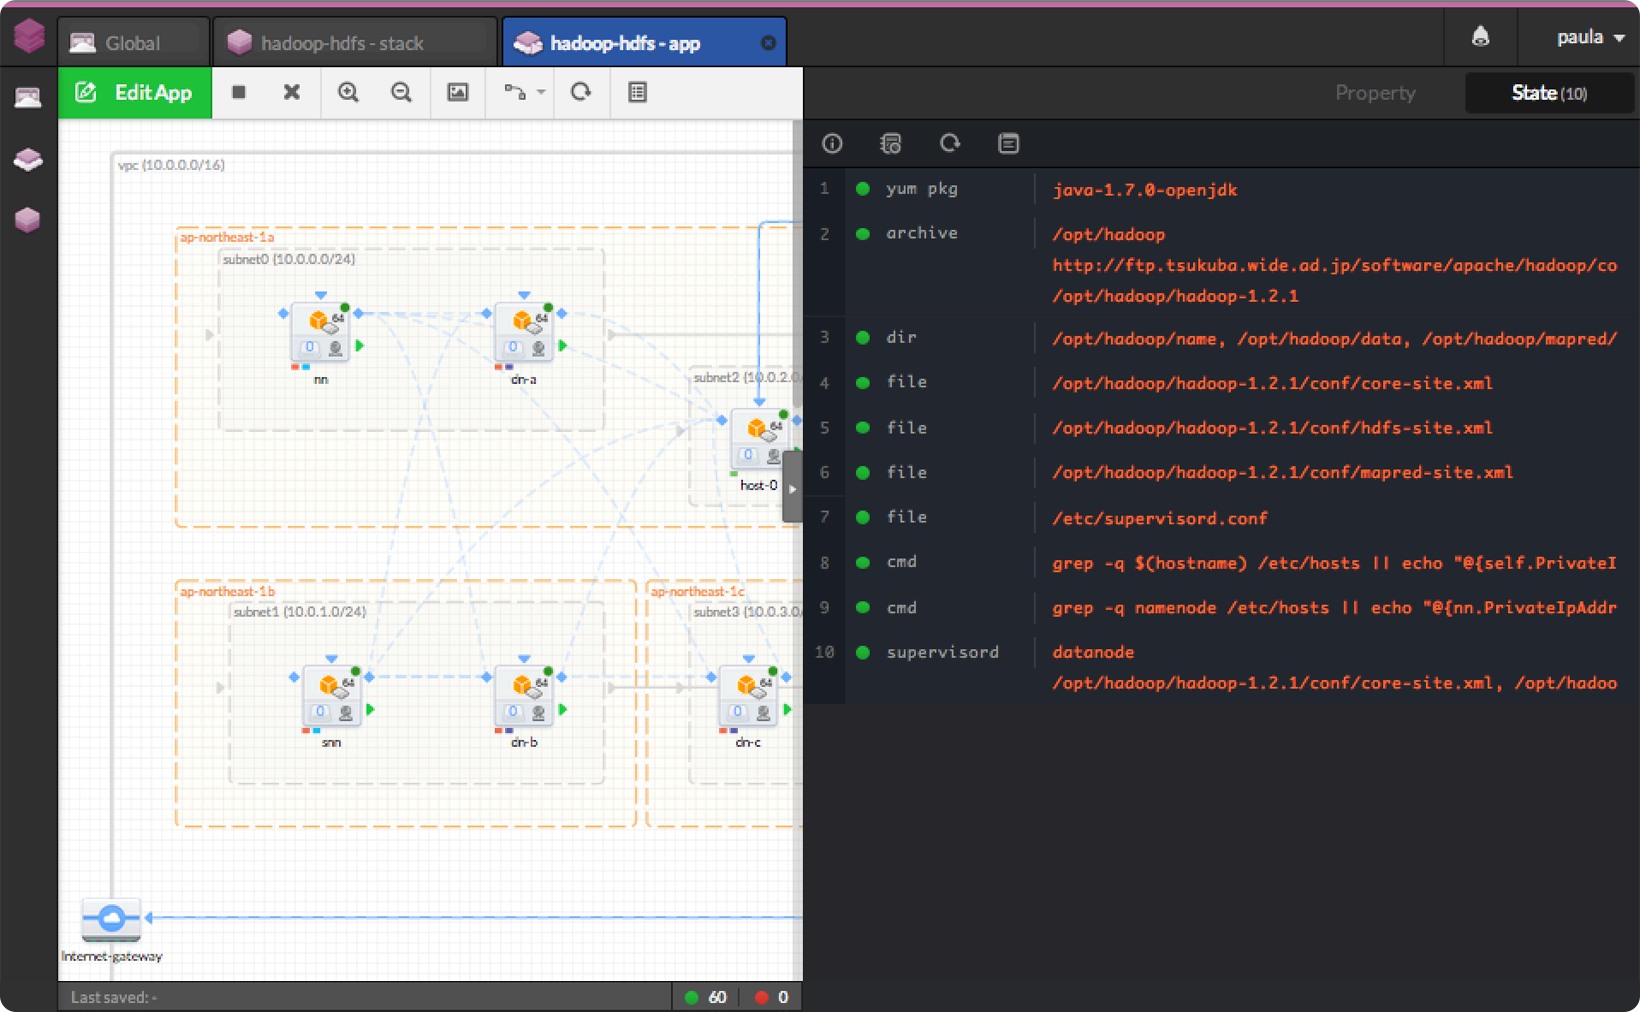 Global
hadoop-hdfs - stack
hadoop-hdfs - app
paula
Edit App
Property
State (10)
vpc (10.0.0.0/16)
ap-northeast-1a
subnet0 (10.0.0.0/24)
64
0
nn
64
0
dn-a
subnet2 (10.0.2.0/
64
0
host-0
ap-northeast-1b
subnet1 (10.0.1.0/24)
64
0
snn
64
0
dn-b
ap-northeast-1c
subnet3 (10.0.3.0/
64
0
dn-c
Internet-gateway
Last saved: -
60
0
1 yum pkg java-1.7.0-openjdk
2 archive /opt/hadoop
http://ftp.tsukuba.wide.ad.jp/software/apache/hadoop/co
/opt/hadoop/hadoop-1.2.1
3 dir /opt/hadoop/name, /opt/hadoop/data, /opt/hadoop/mapred/
4 file /opt/hadoop/hadoop-1.2.1/conf/core-site.xml
5 file /opt/hadoop/hadoop-1.2.1/conf/hdfs-site.xml
6 file /opt/hadoop/hadoop-1.2.1/conf/mapred-site.xml
7 file /etc/supervisord.conf
8 cmd grep -q $(hostname) /etc/hosts || echo "@{self.PrivateI
9 cmd grep -q namenode /etc/hosts || echo "@{nn.PrivateIpAddr
10 supervisord datanode
/opt/hadoop/hadoop-1.2.1/conf/core-site.xml, /opt/hadoo